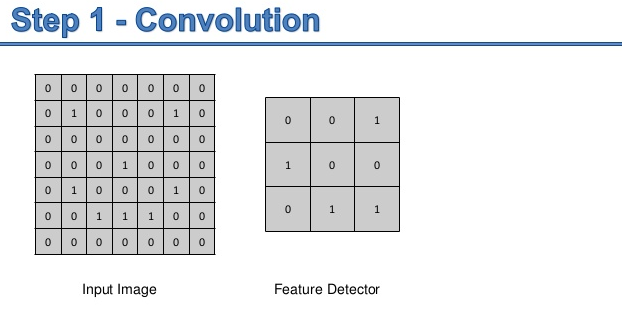 Step 1 - Convolution
0 0 0 0 0 0 0
0 1 0 0 0 1 0
0 0 0 0 0 0 0
0 0 0 1 0 0 0
0 1 0 0 0 1 0
0 0 1 1 1 0 0
0 0 0 0 0 0 0
0 0 1
1 0 0
0 1 1
Input Image
Feature Detector